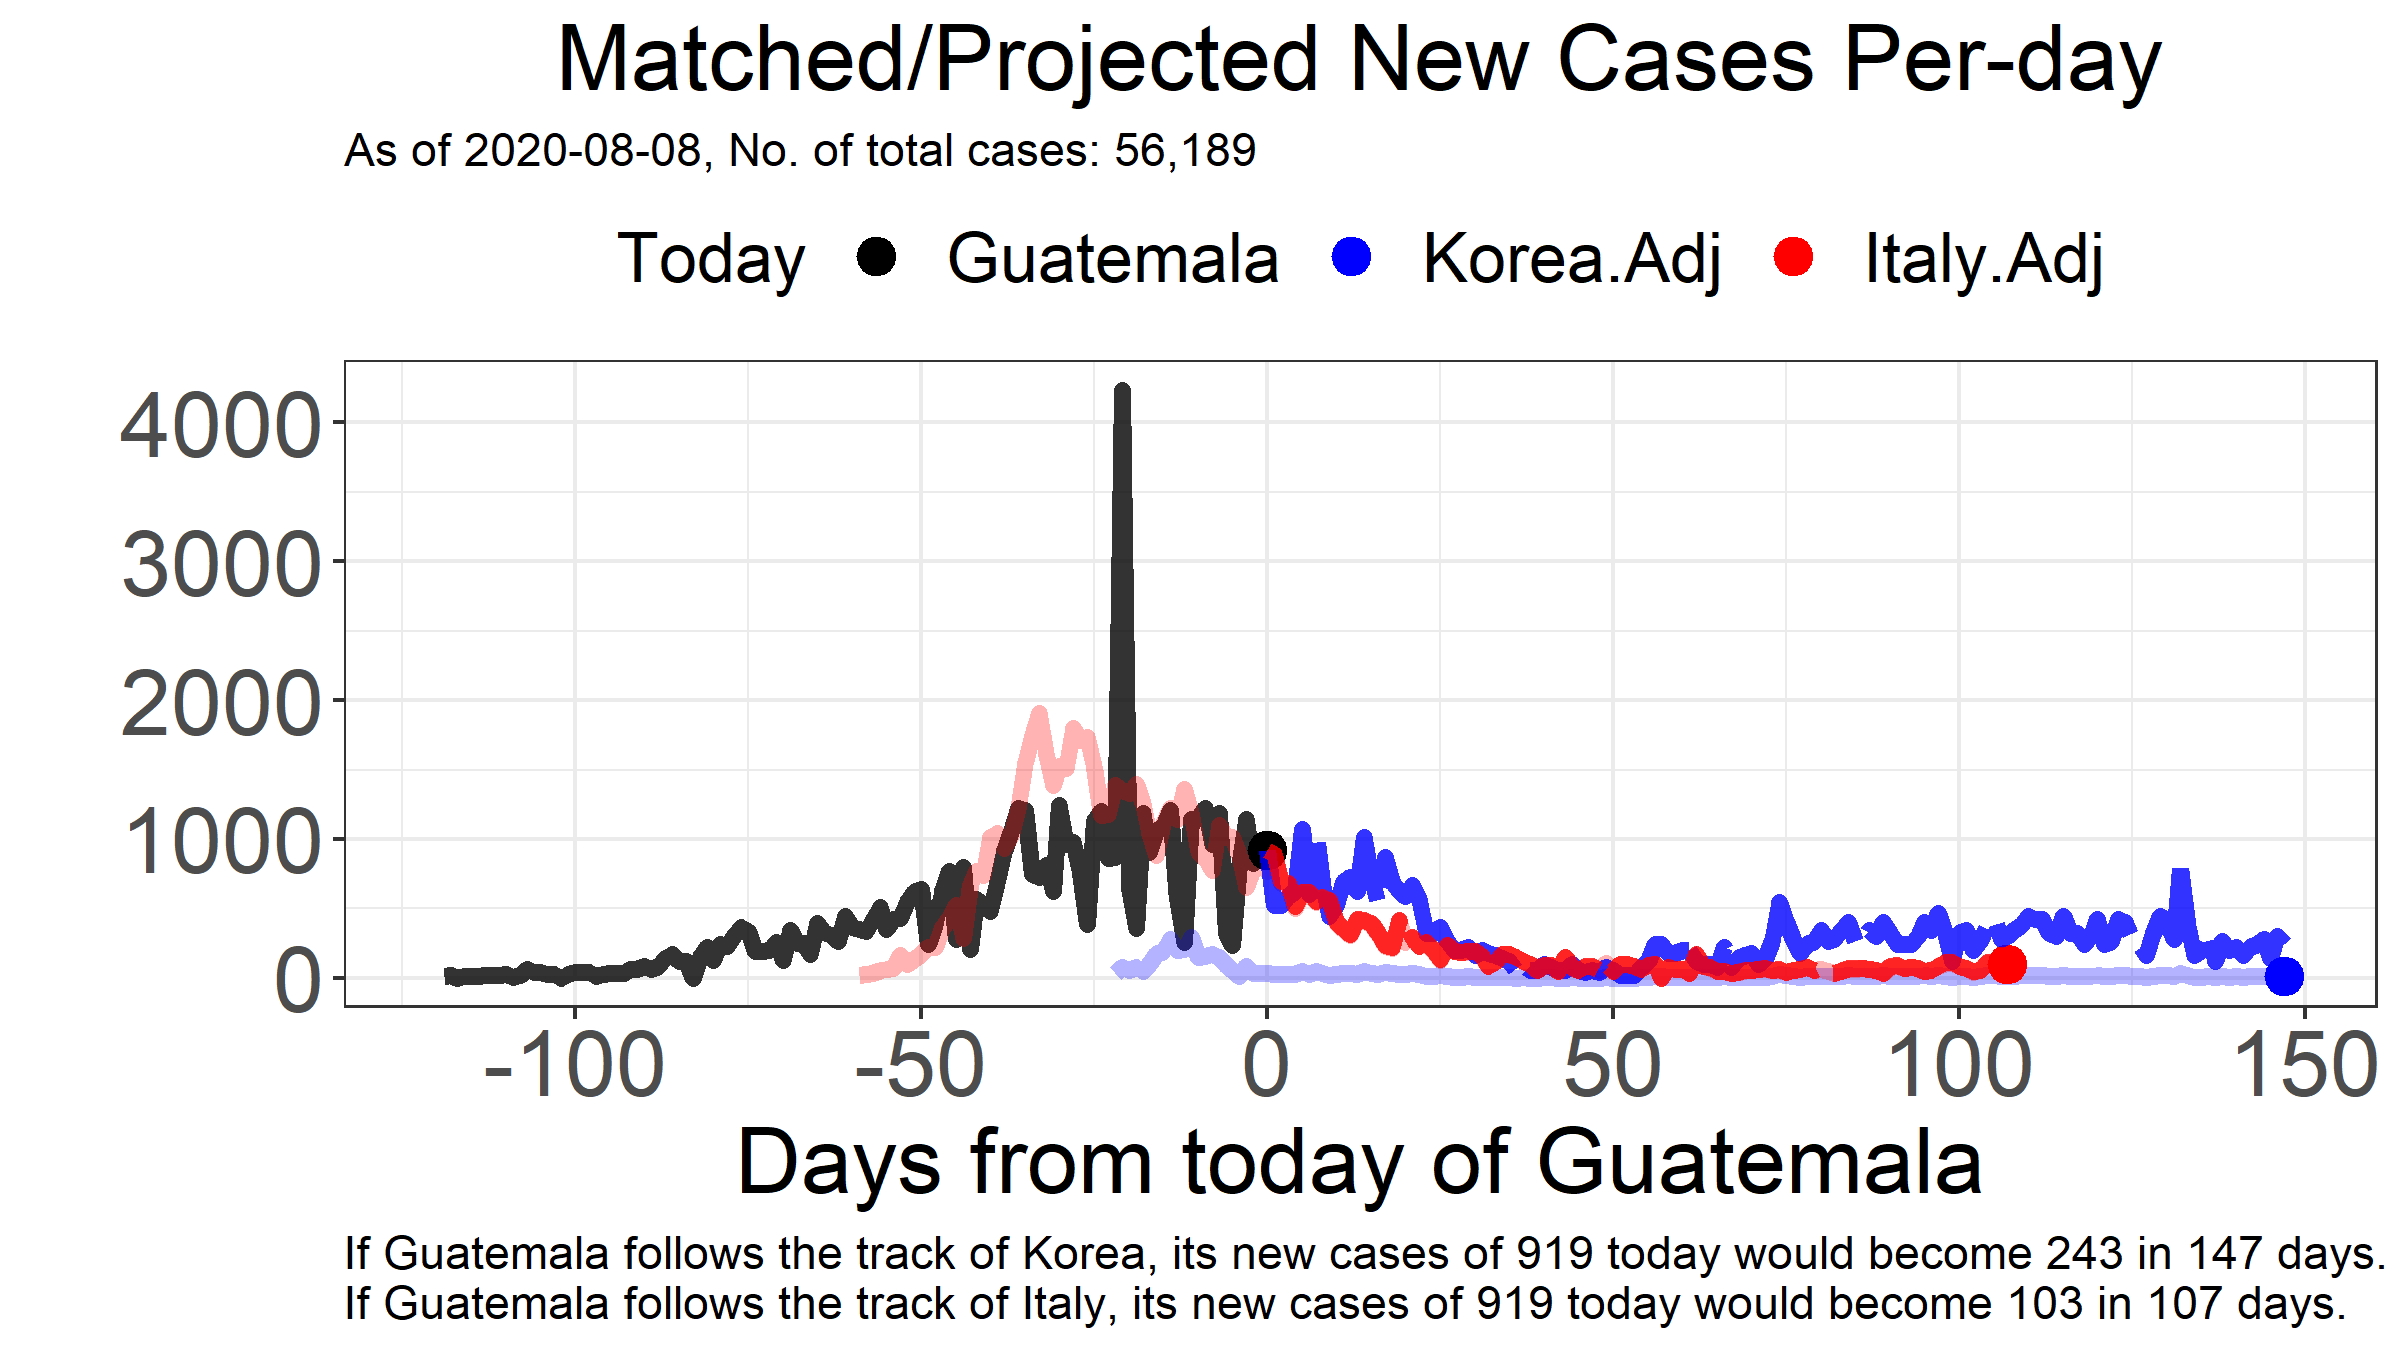 Matched/Projected New Cases Per-day
As of 2020-08-08, No. of total cases: 56,189
Today Guatemala Korea.Adj Italy.Adj
4000
3000
2000
1000
0
-100 -50 0 50 100 150
Days from today of Guatemala
If Guatemala follows the track of Korea, its new cases of 919 today would become 243 in 147 days.
If Guatemala follows the track of Italy, its new cases of 919 today would become 103 in 107 days.